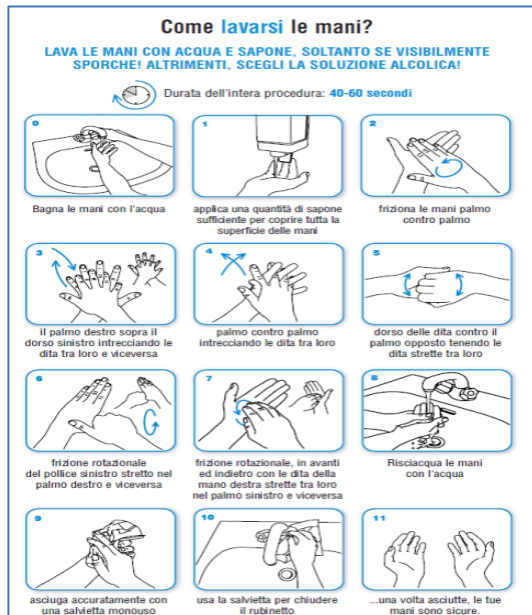 Come lavarsi le mani?
LAVA LE MANI CON ACQUA E SAPONE, SOLTANTO SE VISIBILMENTE
SPORCHE! ALTRIMENTI, SCEGLI LA SOLUZIONE ALCOLICA!
Durata dell'intera procedura: 40-60 secondi
0
Bagna le mani con l'acqua
1
applica una quantità di sapone
sufficiente per coprire tutta la
superficie delle mani
2
friziona le mani palmo
contro palmo
3
il palmo destro sopra il
dorso sinistro intrecciando le
dita tra loro e viceversa
4
palmo contro palmo
intrecciando le dita tra loro
5
dorso delle dita contro il
palmo opposto tenendo le
dita strette tra loro
6
frizione rotazionale
del pollice sinistro stretto nel
palmo destro e viceversa
7
frizione rotazionale, in avanti
ed indietro con le dita della
mano destra strette tra loro
nel palmo sinistro e viceversa
8
Risciacqua le mani
con l'acqua
9
asciuga accuratamente con
una salvietta monouso
10
usa la salvietta per chiudere
il rubinetto
11
...una volta asciutte, le tue
mani sono sicure.